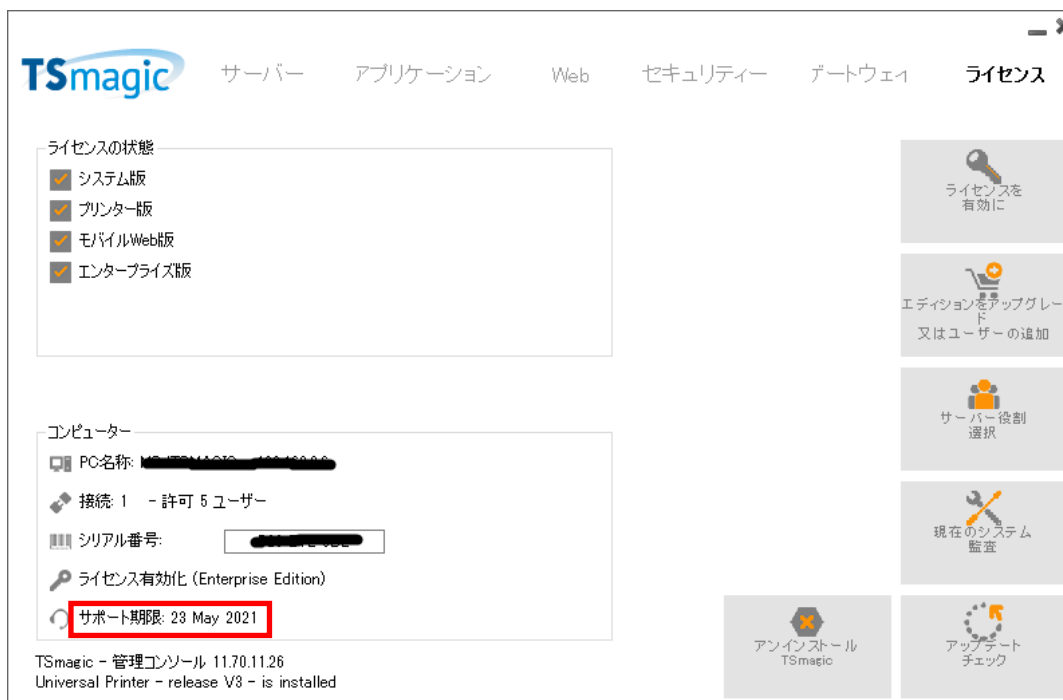 TSmagic
サーバー アプリケーション Web セキュリティー ゲートウェイ ライセンス
ライセンスの状態
システム版
プリンター版
モバイルWeb版
エンタープライズ版
ライセンスを
有効に
エディションをアップグレー
ド
又はユーザーの追加
サーバー役割
選択
現在のシステム
監査
コンピューター
PC名称:
接続: 1 - 許可 5 ユーザー
シリアル番号:
ライセンス有効化 (Enterprise Edition)
サポート期限: 23 May 2021
アンインストール
TSmagic
アップデート
チェック
TSmagic - 管理コンソール 11.70.11.26
Universal Printer - release V3 - is installed